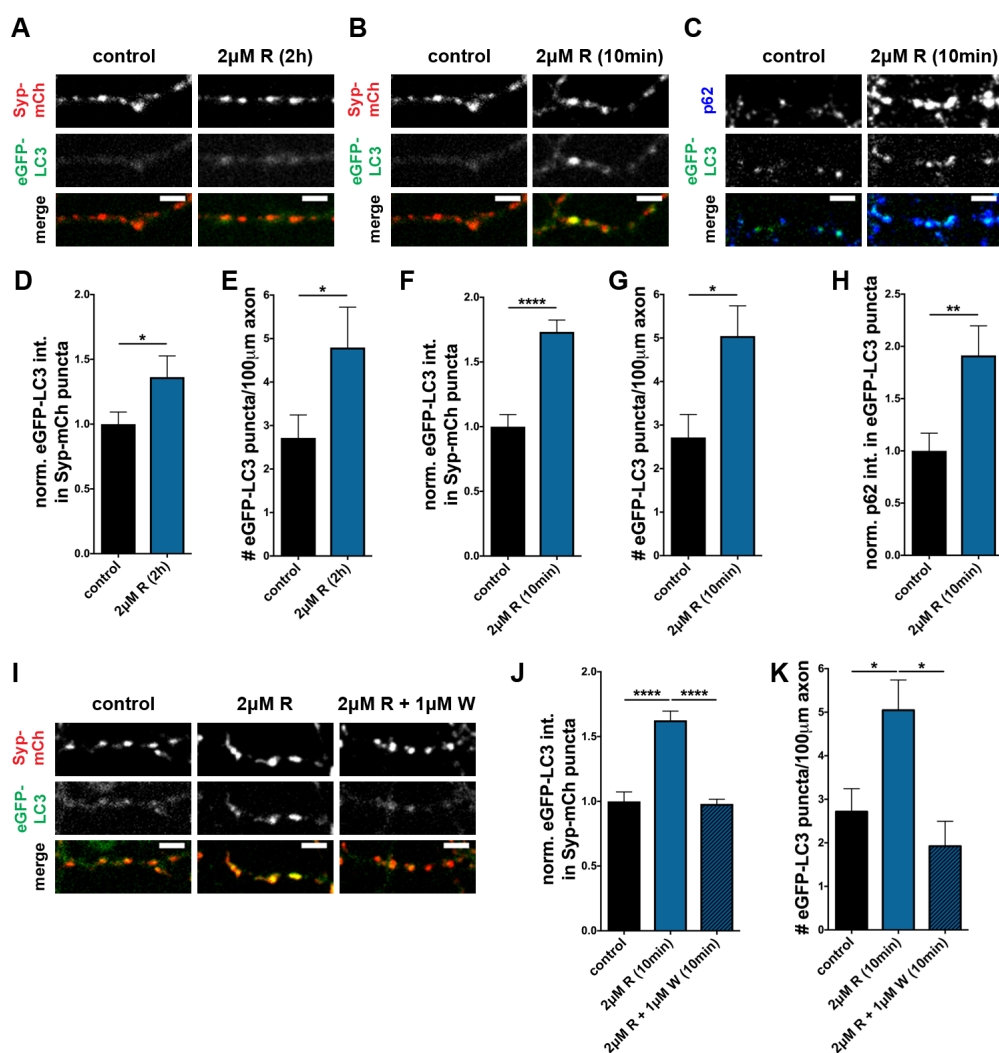 A
control
2μM R (2h)
Syp-
mCh
eGFP-
LC3
merge
B
control
2μM R (10min)
Syp-
mCh
eGFP-
LC3
merge
C
control
2μM R (10min)
p62
eGFP-
LC3
merge
D
norm. eGFP-LC3 int.
in Syp-mCh puncta
2.0
1.5
1.0
0.5
0.0
*
control
2μM R (2h)
E
# eGFP-LC3 puncta/100μm axon
6
5
4
3
2
1
0
*
control
2μM R (2h)
F
norm. eGFP-LC3 int.
in Syp-mCh puncta
2.0
1.5
1.0
0.5
0.0
****
control
2μM R (10min)
G
# eGFP-LC3 puncta/100μm axon
6
5
4
3
2
1
0
*
control
2μM R (10min)
H
norm. p62 int. in eGFP-LC3 puncta
2.5
2.0
1.5
1.0
0.5
0.0
**
control
2μM R (10min)
I
control
2μM R
2μM R + 1μM W
Syp-
mCh
eGFP-
LC3
merge
J
norm. eGFP-LC3 int.
in Syp-mCh puncta
2.0
1.5
1.0
0.5
0.0
**** ****
control
2μM R (10min)
2μM R + 1μM W (10min)
K
# eGFP-LC3 puncta/100μm axon
6
5
4
3
2
1
0
* *
control
2μM R (10min)
2μM R + 1μM W (10min)